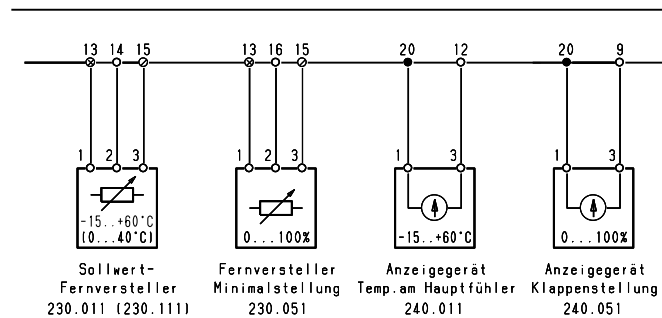 13 14 15 13 16 15 20 12 20 9
1 2 3 1 2 3 1 3 1 3
-15..+60°C
(0...40°C) 0...100% -15..+60°C 0...100%
Sollwert- Fernversteller Anzeigegerät Anzeigegerät
Fernversteller Minimalstellung Temp.am Hauptfühler Klappenstellung
230.011 (230.111) 230.051 240.011 240.051